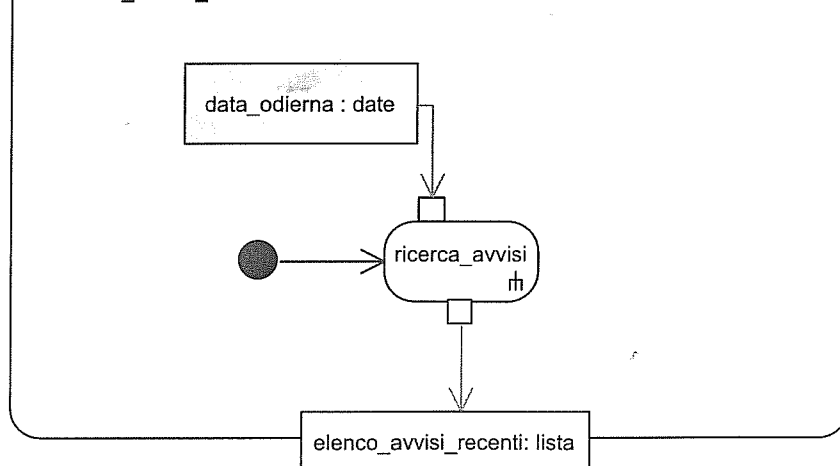 data_odierna : date
ricerca_avvisi
elenco_avvisi_recenti: lista